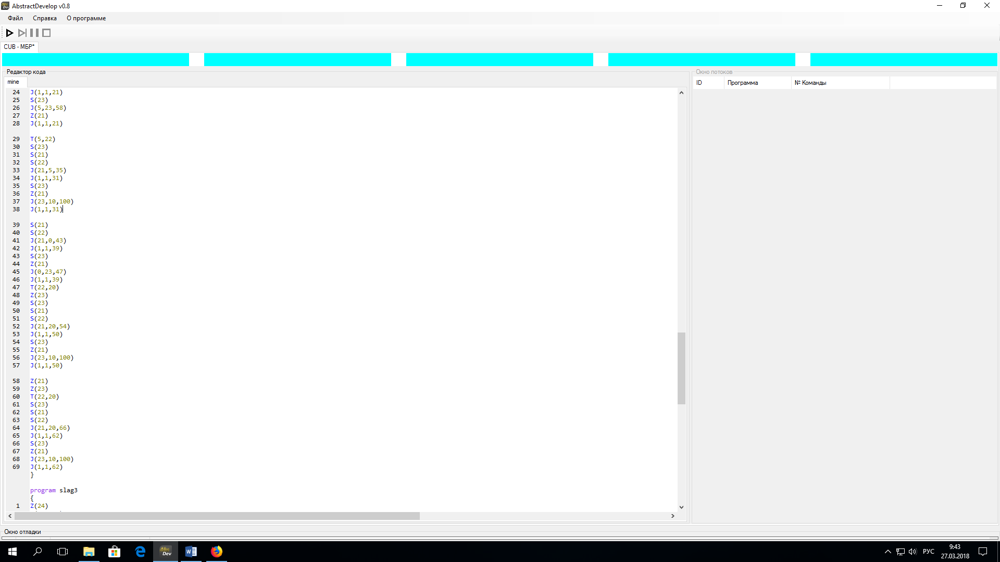 AbstractDevelop v0.8
Файл Справка О программе
CUB - МБР*
Редактор кода
mine
24 J(1,1,21)
25 S(23)
26 J(5,23,58)
27 Z(21)
28 J(1,1,21)
29 T(5,22)
30 S(23)
31 S(21)
32 S(22)
33 J(21,5,35)
34 J(1,1,31)
35 S(23)
36 Z(21)
37 J(23,10,100)
38 J(1,1,31)
39 S(21)
40 S(22)
41 J(21,0,43)
42 J(1,1,39)
43 S(23)
44 Z(21)
45 J(0,23,47)
46 J(1,1,39)
47 T(22,20)
48 Z(23)
49 S(23)
50 S(21)
51 S(22)
52 J(21,20,54)
53 J(1,1,50)
54 S(23)
55 Z(21)
56 J(23,10,100)
57 J(1,1,50)
58 Z(21)
59 Z(23)
60 T(22,20)
61 S(23)
62 S(21)
63 S(22)
64 J(21,20,66)
65 J(1,1,62)
66 S(23)
67 Z(21)
68 J(23,10,100)
69 J(1,1,62)
}
program slag3
{
1 Z(24)
Окно потоков
ID Программа № Команды
Окно отладки
РУС
9:43
27.03.2018